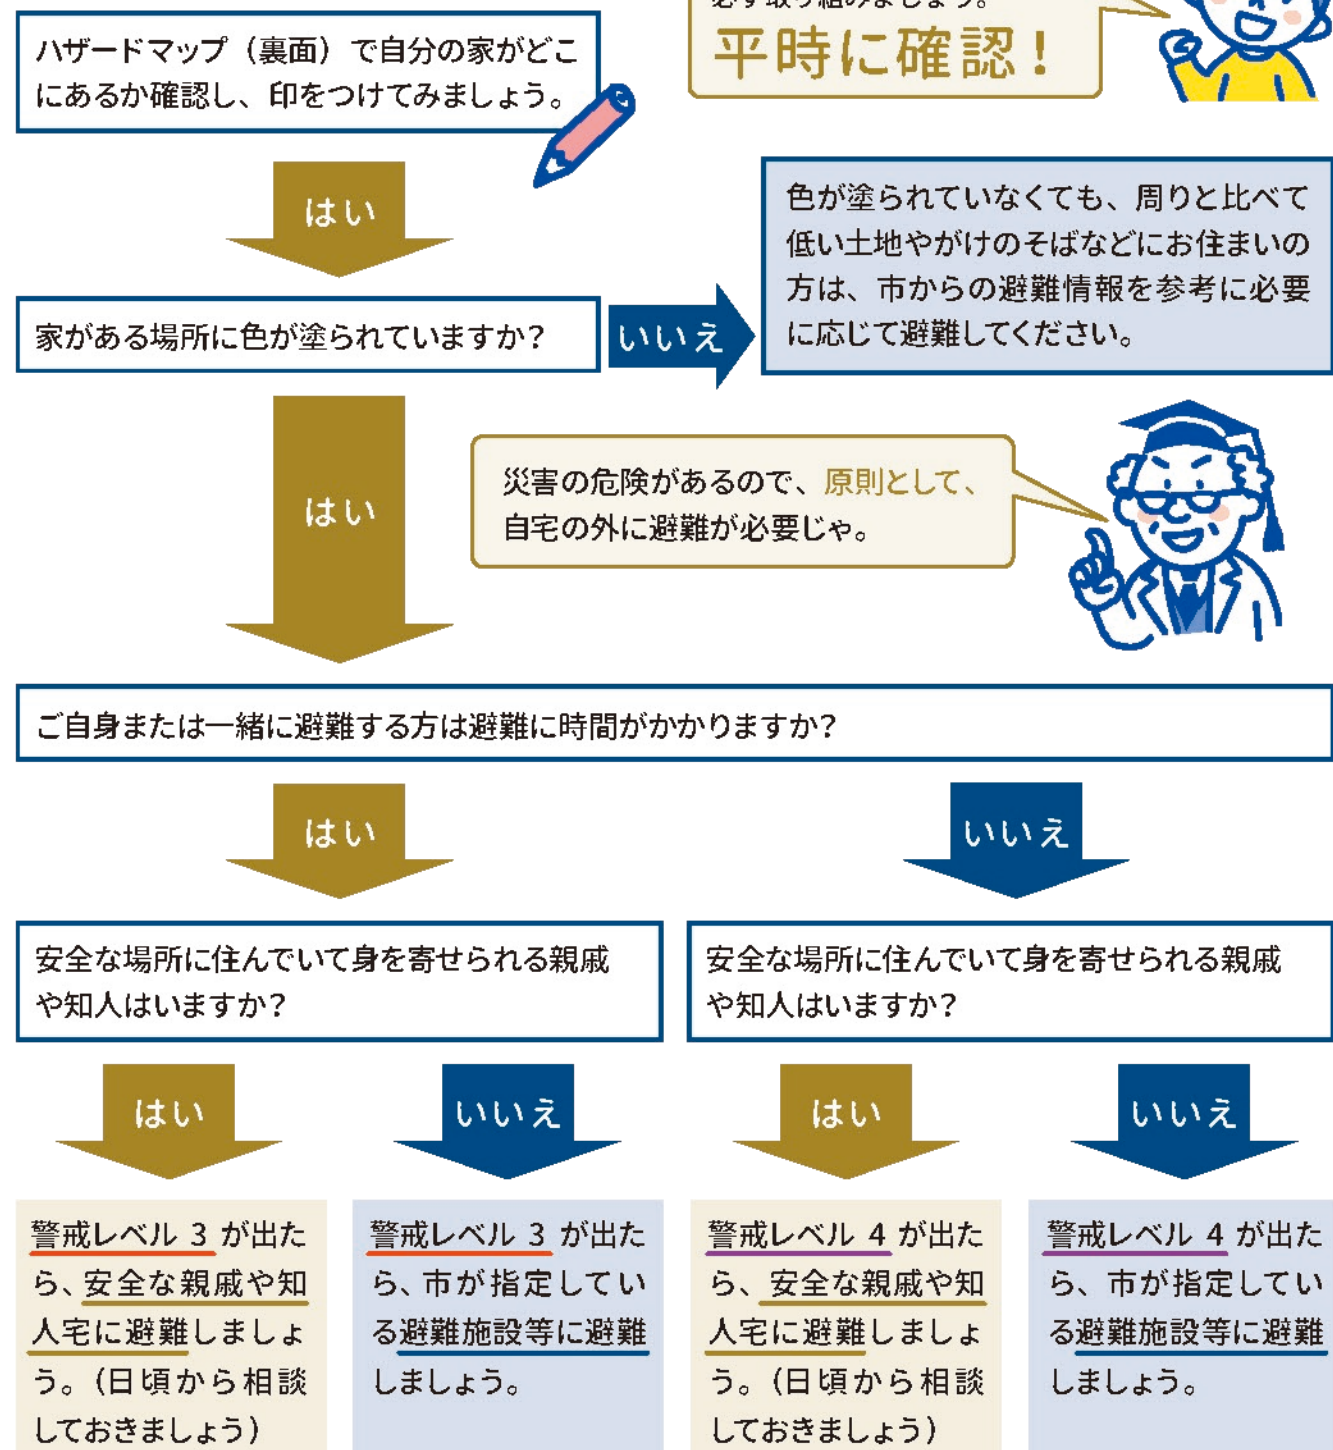 必ず取り組みましょう。
平時に確認！
ハザードマップ（裏面）で自分の家がどこ
にあるか確認し、印をつけてみましょう。
はい
家がある場所に色が塗られていますか？
いいえ
色が塗られていなくても、周りと比べて
低い土地やがけのそばなどにお住まいの
方は、市からの避難情報を参考に必要
に応じて避難してください。
はい
災害の危険があるので、原則として、
自宅の外に避難が必要じゃ。
ご自身または一緒に避難する方は避難に時間がかかりますか？
はい
いいえ
安全な場所に住んでいて身を寄せられる親戚
や知人はいますか？
安全な場所に住んでいて身を寄せられる親戚
や知人はいますか？
はい
いいえ
はい
いいえ
警戒レベル 3 が出た
ら、安全な親戚や知
人宅に避難しましょ
う。（日頃から相談
しておきましょう）
警戒レベル 3 が出た
ら、市が指定してい
る避難施設等に避難
しましょう。
警戒レベル 4 が出た
ら、安全な親戚や知
人宅に避難しましょ
う。（日頃から相談
しておきましょう）
警戒レベル 4 が出た
ら、市が指定してい
る避難施設等に避難
しましょう。